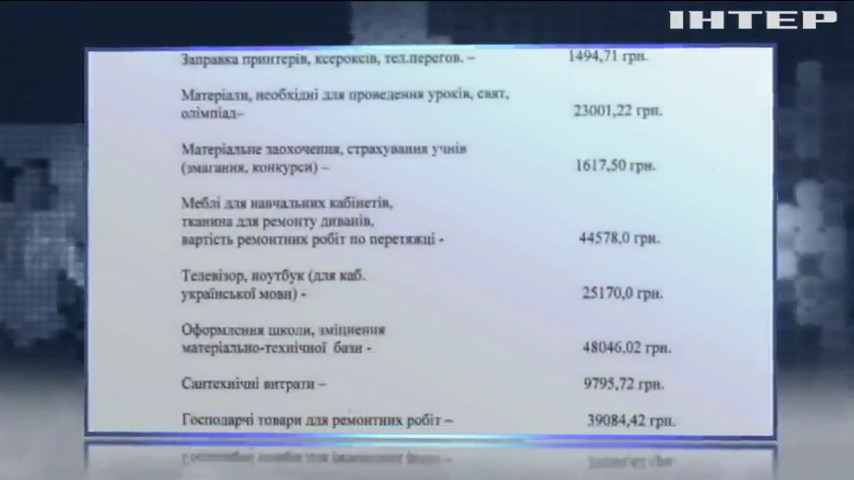 ІНТЕР
Заправка принтерів, ксероксів, тел.перегов. – 1494,71 грн.
Матеріали, необхідні для проведення уроків, свят,
олімпіад– 23001,22 грн.
Матеріальне заохочення, страхування учнів
(змагання, конкурси) – 1617,50 грн.
Меблі для навчальних кабінетів,
тканина для ремонту диванів,
вартість ремонтних робіт по перетяжці - 44578,0 грн.
Телевізор, ноутбук (для каб.
української мови) - 25170,0 грн.
Оформлення школи, зміцнення
матеріально-технічної бази - 48046,02 грн.
Сантехнічні витрати – 9795,72 грн.
Господарчі товари для ремонтних робіт – 39084,42 грн.